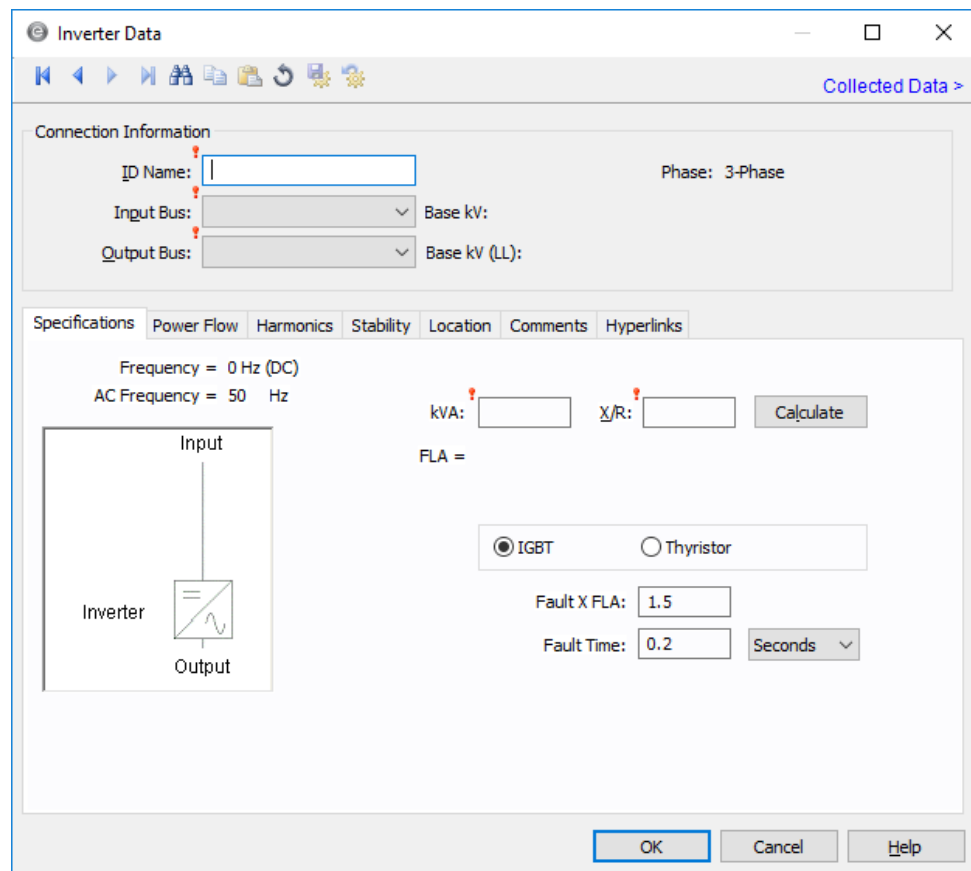 Inverter Data
Collected Data >
Connection Information
ID Name: Phase: 3-Phase
Input Bus: Base kV:
Output Bus: Base kV (LL):
Specifications Power Flow Harmonics Stability Location Comments Hyperlinks
Frequency = 0 Hz (DC)
AC Frequency = 50 Hz
kVA: X/R: Calculate
FLA =
Input
Inverter
Output
IGBT Thyristor
Fault X FLA: 1.5
Fault Time: 0.2 Seconds
OK Cancel Help